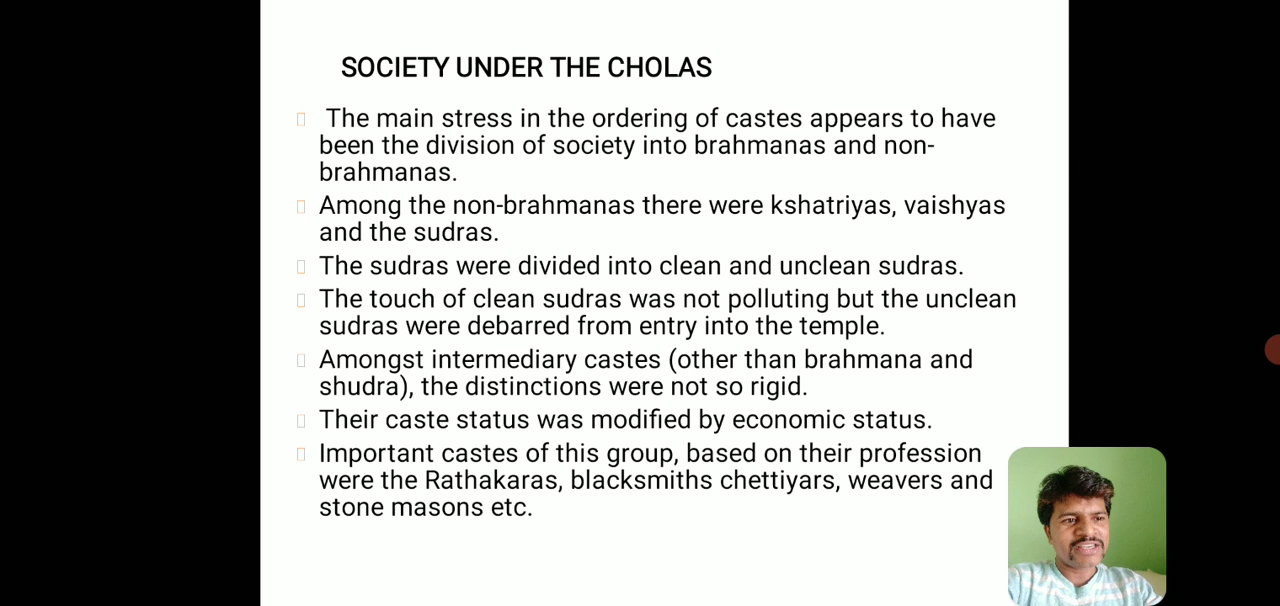 SOCIETY UNDER THE CHOLAS
The main stress in the ordering of castes appears to have
been the division of society into brahmanas and non-
brahmanas.
Among the non-brahmanas there were kshatriyas, vaishyas
and the sudras.
The sudras were divided into clean and unclean sudras.
The touch of clean sudras was not polluting but the unclean
sudras were debarred from entry into the temple.
Amongst intermediary castes (other than brahmana and
shudra), the distinctions were not so rigid.
Their caste status was modified by economic status.
Important castes of this group, based on their profession
were the Rathakaras, blacksmiths chettiyars, weavers and
stone masons etc.